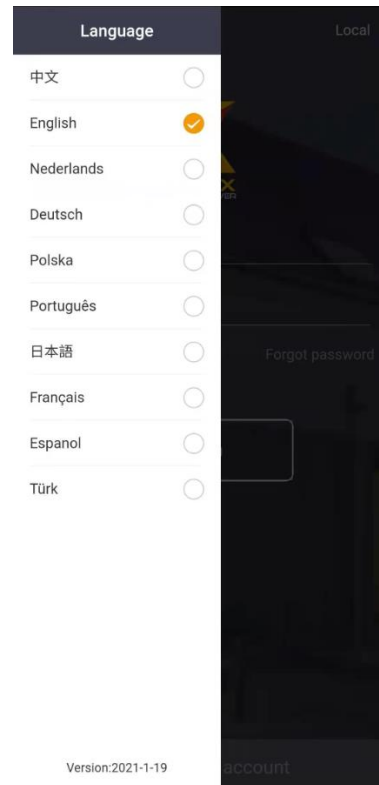 Language
Local
中文
English
Nederlands
Deutsch
Polska
Português
日本語
Forgot password
Français
Espanol
Türk
Version:2021-1-19
account